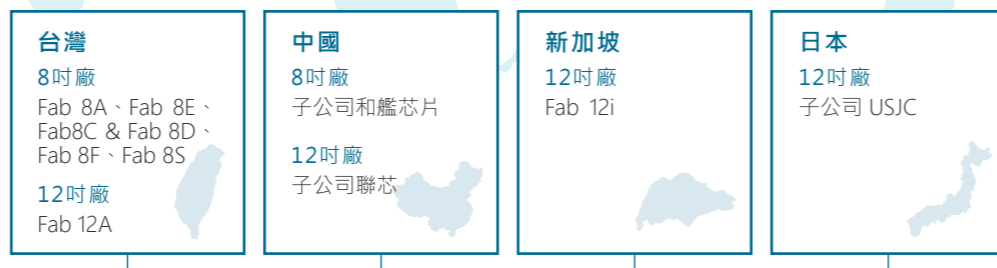 台灣
8吋廠
Fab 8A、Fab 8E、
Fab8C & Fab 8D、
Fab 8F、Fab 8S
12吋廠
Fab 12A
中國
8吋廠
子公司和艦芯片
12吋廠
子公司聯芯
新加坡
12吋廠
Fab 12i
日本
12吋廠
子公司 USJC